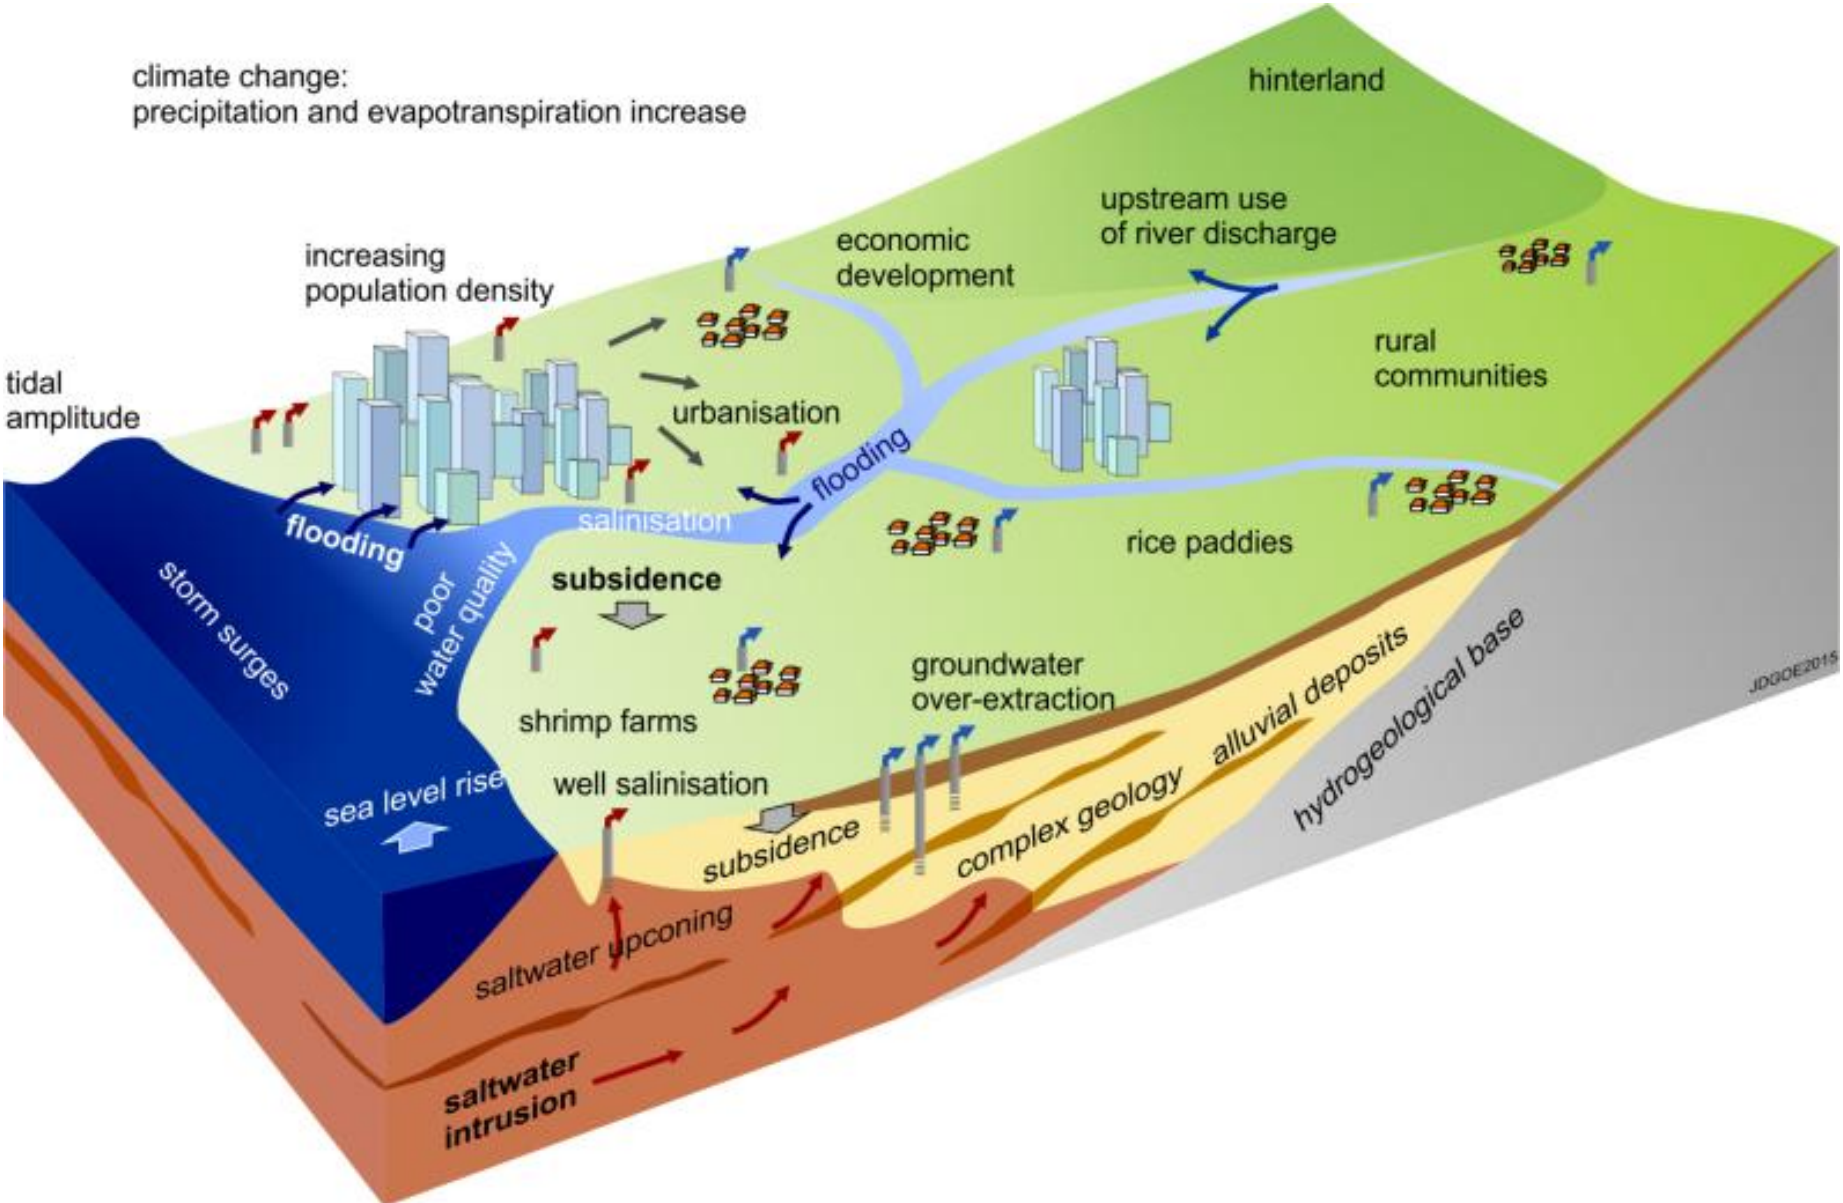 climate change:
precipitation and evapotranspiration increase
hinterland
upstream use
of river discharge
economic
development
increasing
population density
rural
communities
tidal
amplitude
urbanisation
flooding
salinisation
flooding
rice paddies
subsidence
poor
water quality
storm surges
groundwater
over-extraction
shrimp farms
alluvial deposits
hydrogeological base
JDGOE2015
well salinisation
sea level rise
subsidence
complex geology
saltwater upconing
saltwater
intrusion